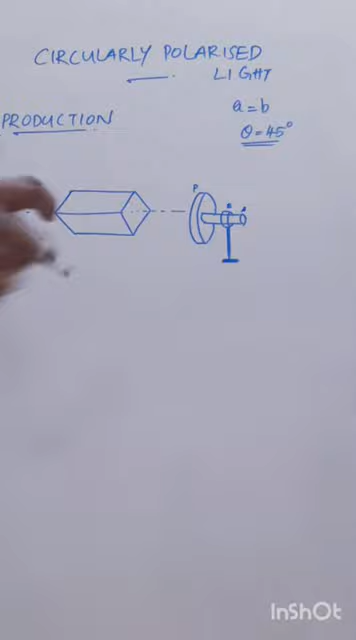 CIRCULARLY POLARISED
LIGHT
a = b
PRODUCTION
θ = 45°
P
InShOt